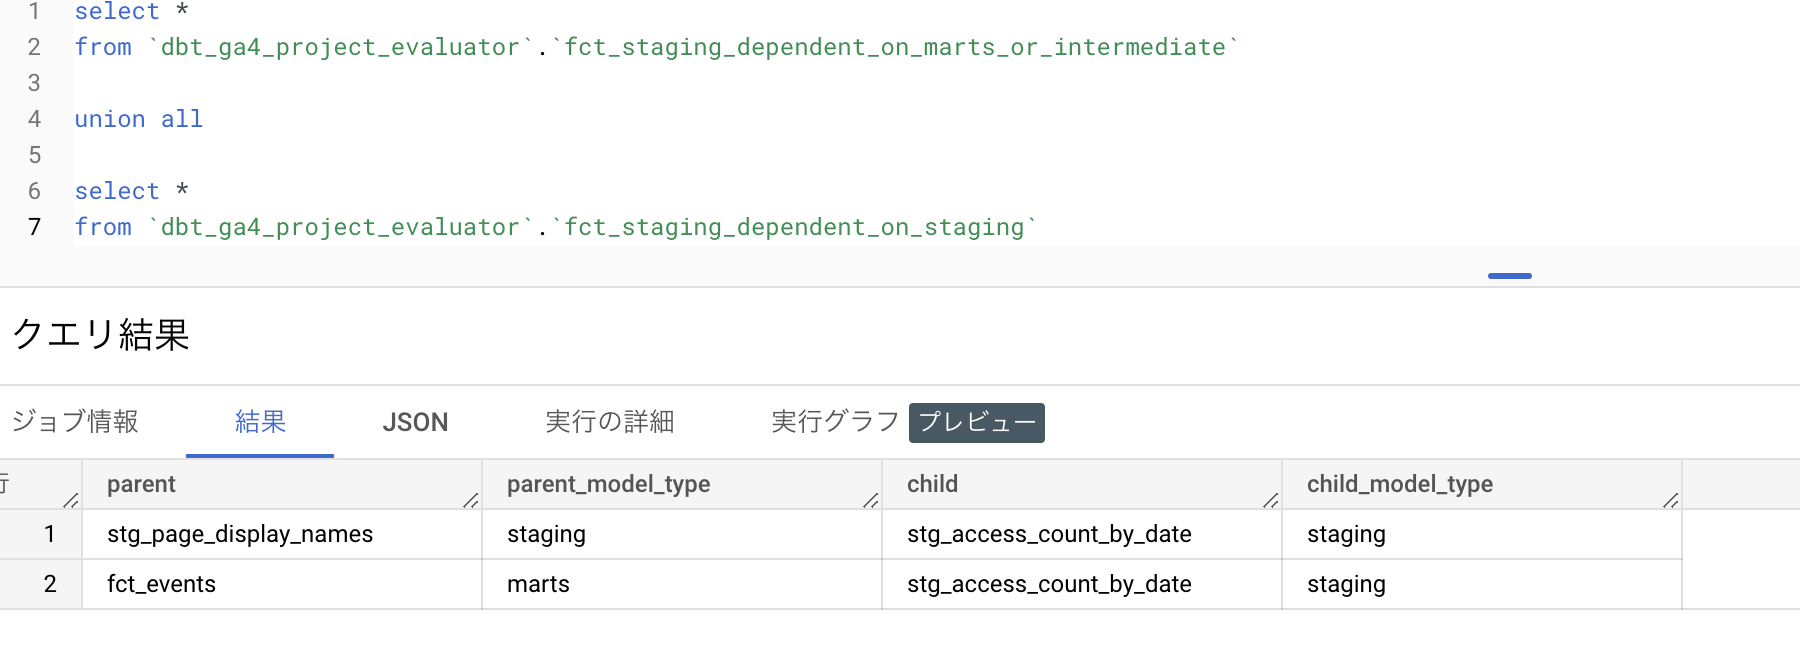 1 select *
2 from `dbt_ga4_project_evaluator`.`fct_staging_dependent_on_marts_or_intermediate`
3
4 union all
5
6 select *
7 from `dbt_ga4_project_evaluator`.`fct_staging_dependent_on_staging`
クエリ結果
ジョブ情報 結果 JSON 実行の詳細 実行グラフ プレビュー
行 parent parent_model_type child child_model_type
1 stg_page_display_names staging stg_access_count_by_date staging
2 fct_events marts stg_access_count_by_date staging